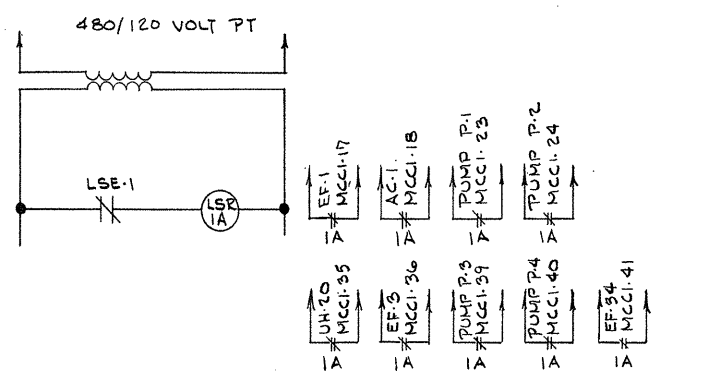 480/120 VOLT PT
LSE-1
LSR
1A
EF-1
MCC1-17
1A
AC-1
MCC1-18
1A
PUMP P-1
MCC1-23
1A
PUMP P-2
MCC1-24
1A
UH-20
MCC1-35
1A
EF-3
MCC1-36
1A
PUMP P-3
MCC1-39
1A
PUMP P-4
MCC1-40
1A
EF-34
MCC1-41
1A